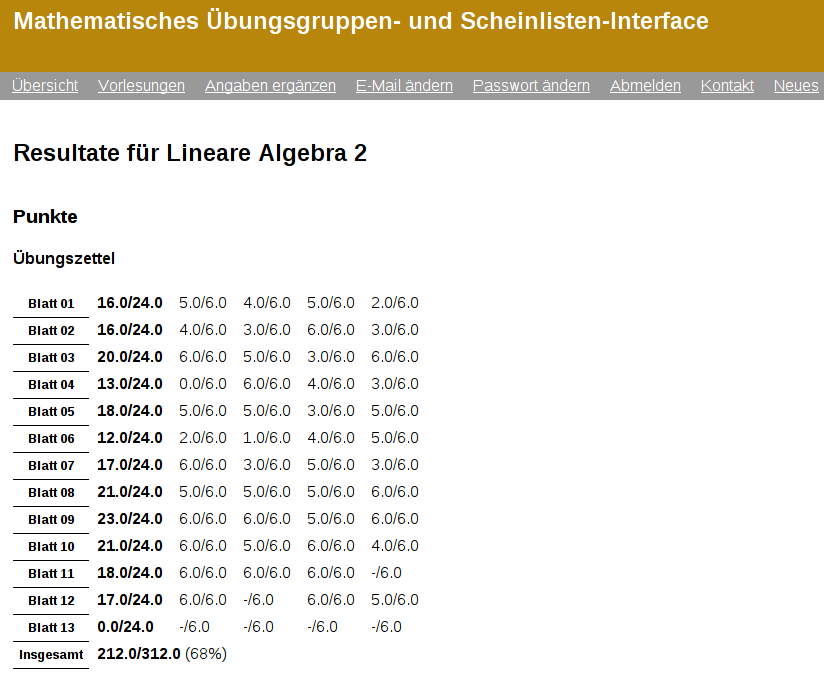 Mathematisches Übungsgruppen- und Scheinlisten-Interface
Übersicht Vorlesungen Angaben ergänzen E-Mail ändern Passwort ändern Abmelden Kontakt Neues
Resultate für Lineare Algebra 2
Punkte
Übungszettel
Blatt 01 16.0/24.0 5.0/6.0 4.0/6.0 5.0/6.0 2.0/6.0
Blatt 02 16.0/24.0 4.0/6.0 3.0/6.0 6.0/6.0 3.0/6.0
Blatt 03 20.0/24.0 6.0/6.0 5.0/6.0 3.0/6.0 6.0/6.0
Blatt 04 13.0/24.0 0.0/6.0 6.0/6.0 4.0/6.0 3.0/6.0
Blatt 05 18.0/24.0 5.0/6.0 5.0/6.0 3.0/6.0 5.0/6.0
Blatt 06 12.0/24.0 2.0/6.0 1.0/6.0 4.0/6.0 5.0/6.0
Blatt 07 17.0/24.0 6.0/6.0 3.0/6.0 5.0/6.0 3.0/6.0
Blatt 08 21.0/24.0 5.0/6.0 5.0/6.0 5.0/6.0 6.0/6.0
Blatt 09 23.0/24.0 6.0/6.0 6.0/6.0 5.0/6.0 6.0/6.0
Blatt 10 21.0/24.0 6.0/6.0 5.0/6.0 6.0/6.0 4.0/6.0
Blatt 11 18.0/24.0 6.0/6.0 6.0/6.0 6.0/6.0 -/6.0
Blatt 12 17.0/24.0 6.0/6.0 -/6.0 6.0/6.0 5.0/6.0
Blatt 13 0.0/24.0 -/6.0 -/6.0 -/6.0 -/6.0
Insgesamt 212.0/312.0 (68%)